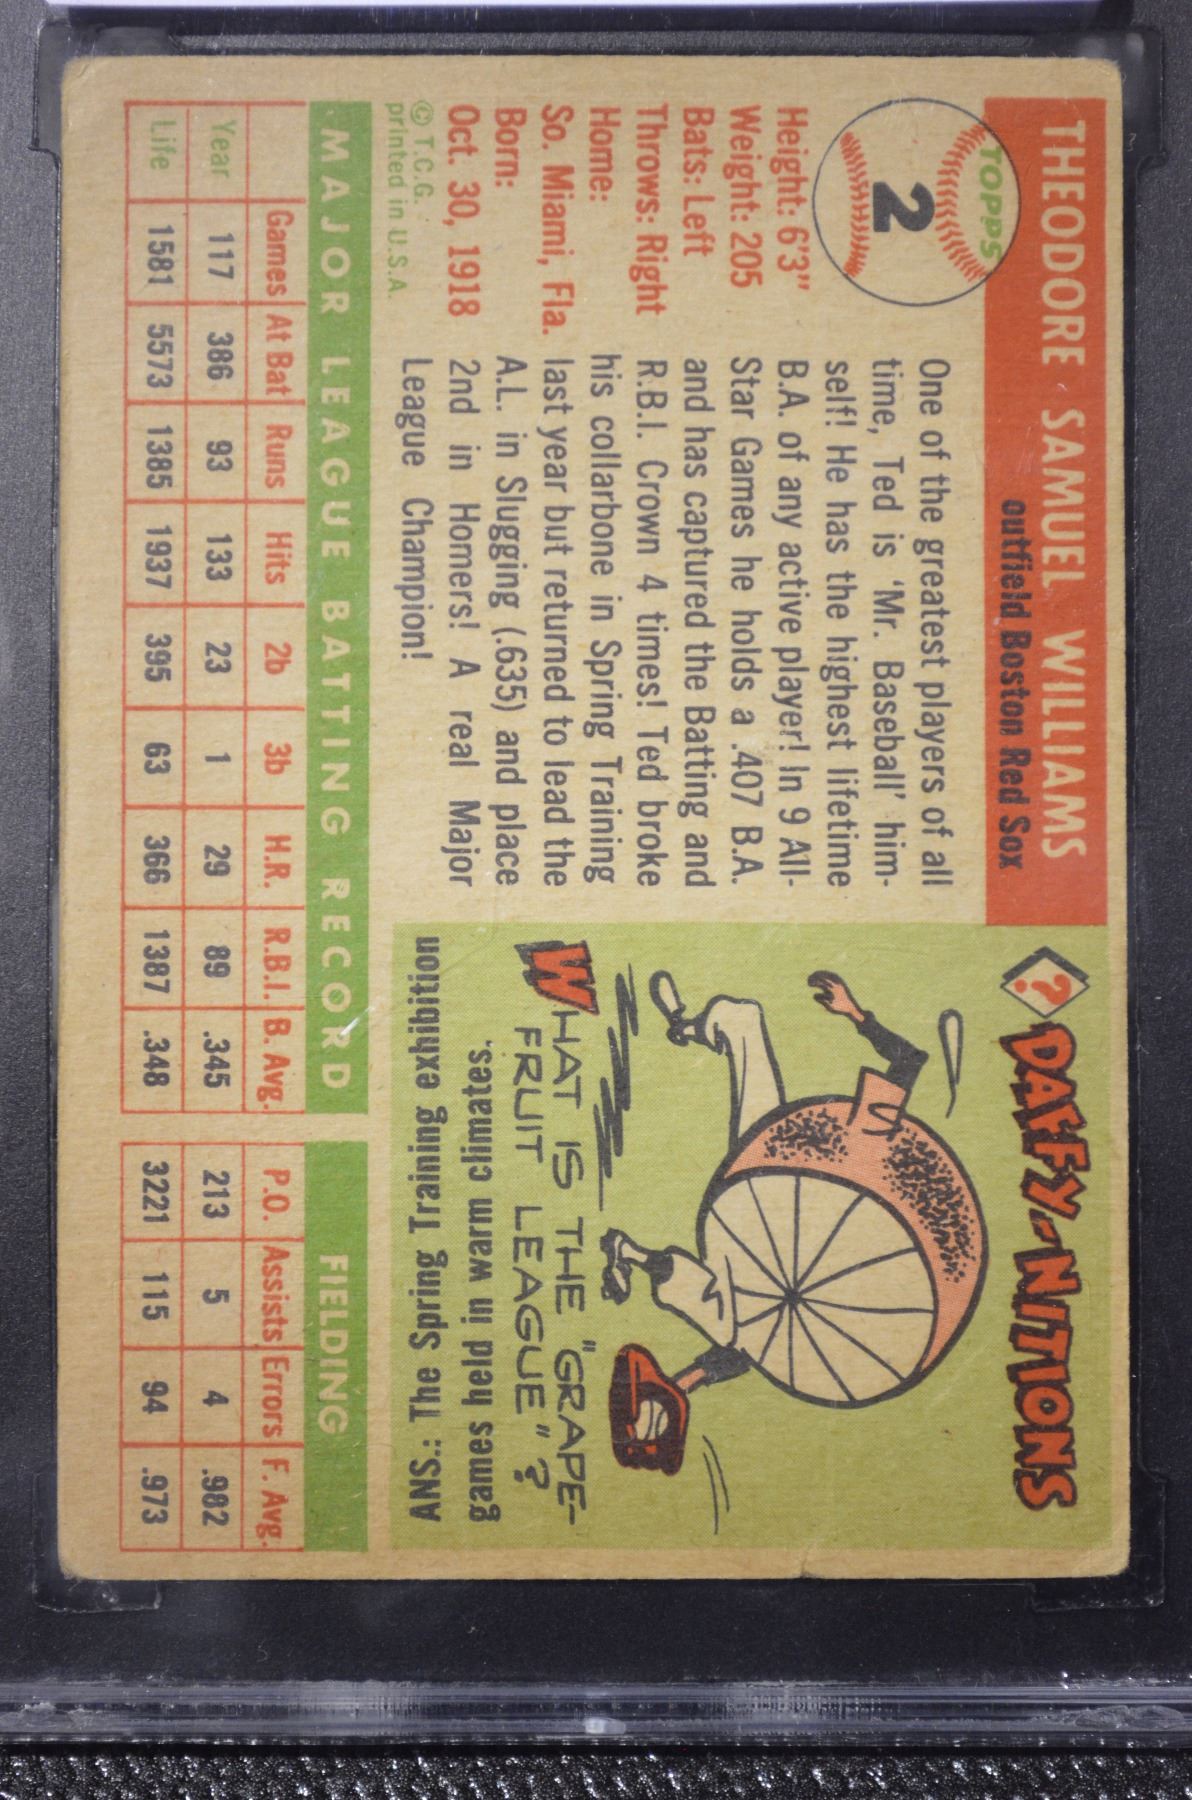 THEODORE SAMUEL WILLIAMS
outfield Boston Red Sox
TOPPS
2
Height: 6'3"
Weight: 205
Bats: Left
Throws: Right
Home:
So. Miami, Fla.
Born:
Oct. 30, 1918
© T.C.G.
printed in U.S.A.
One of the greatest players of all
time, Ted is 'Mr. Baseball' him-
self! He has the highest lifetime
B.A. of any active player! In 9 All-
Star Games he holds a .407 B.A.
and has captured the Batting and
R.B.I. Crown 4 times! Ted broke
his collarbone in Spring Training
last year but returned to lead the
A.L. in Slugging (.635) and place
2nd in Homers! A real Major
League Champion!
? DAFFY-NITIONS
WHAT IS THE "GRAPE-
FRUIT LEAGUE"?
ANS.: The Spring Training exhibition
games held in warm climates.
MAJOR LEAGUE BATTING RECORD FIELDING
Games At Bat Runs Hits 2b 3b H.R. R.B.I. B. Avg. P.O. Assists Errors F. Avg.
Year 117 386 93 133 23 1 29 89 .345 213 5 4 .982
Life 1581 5573 1385 1937 395 63 366 1387 .348 3221 115 94 .973